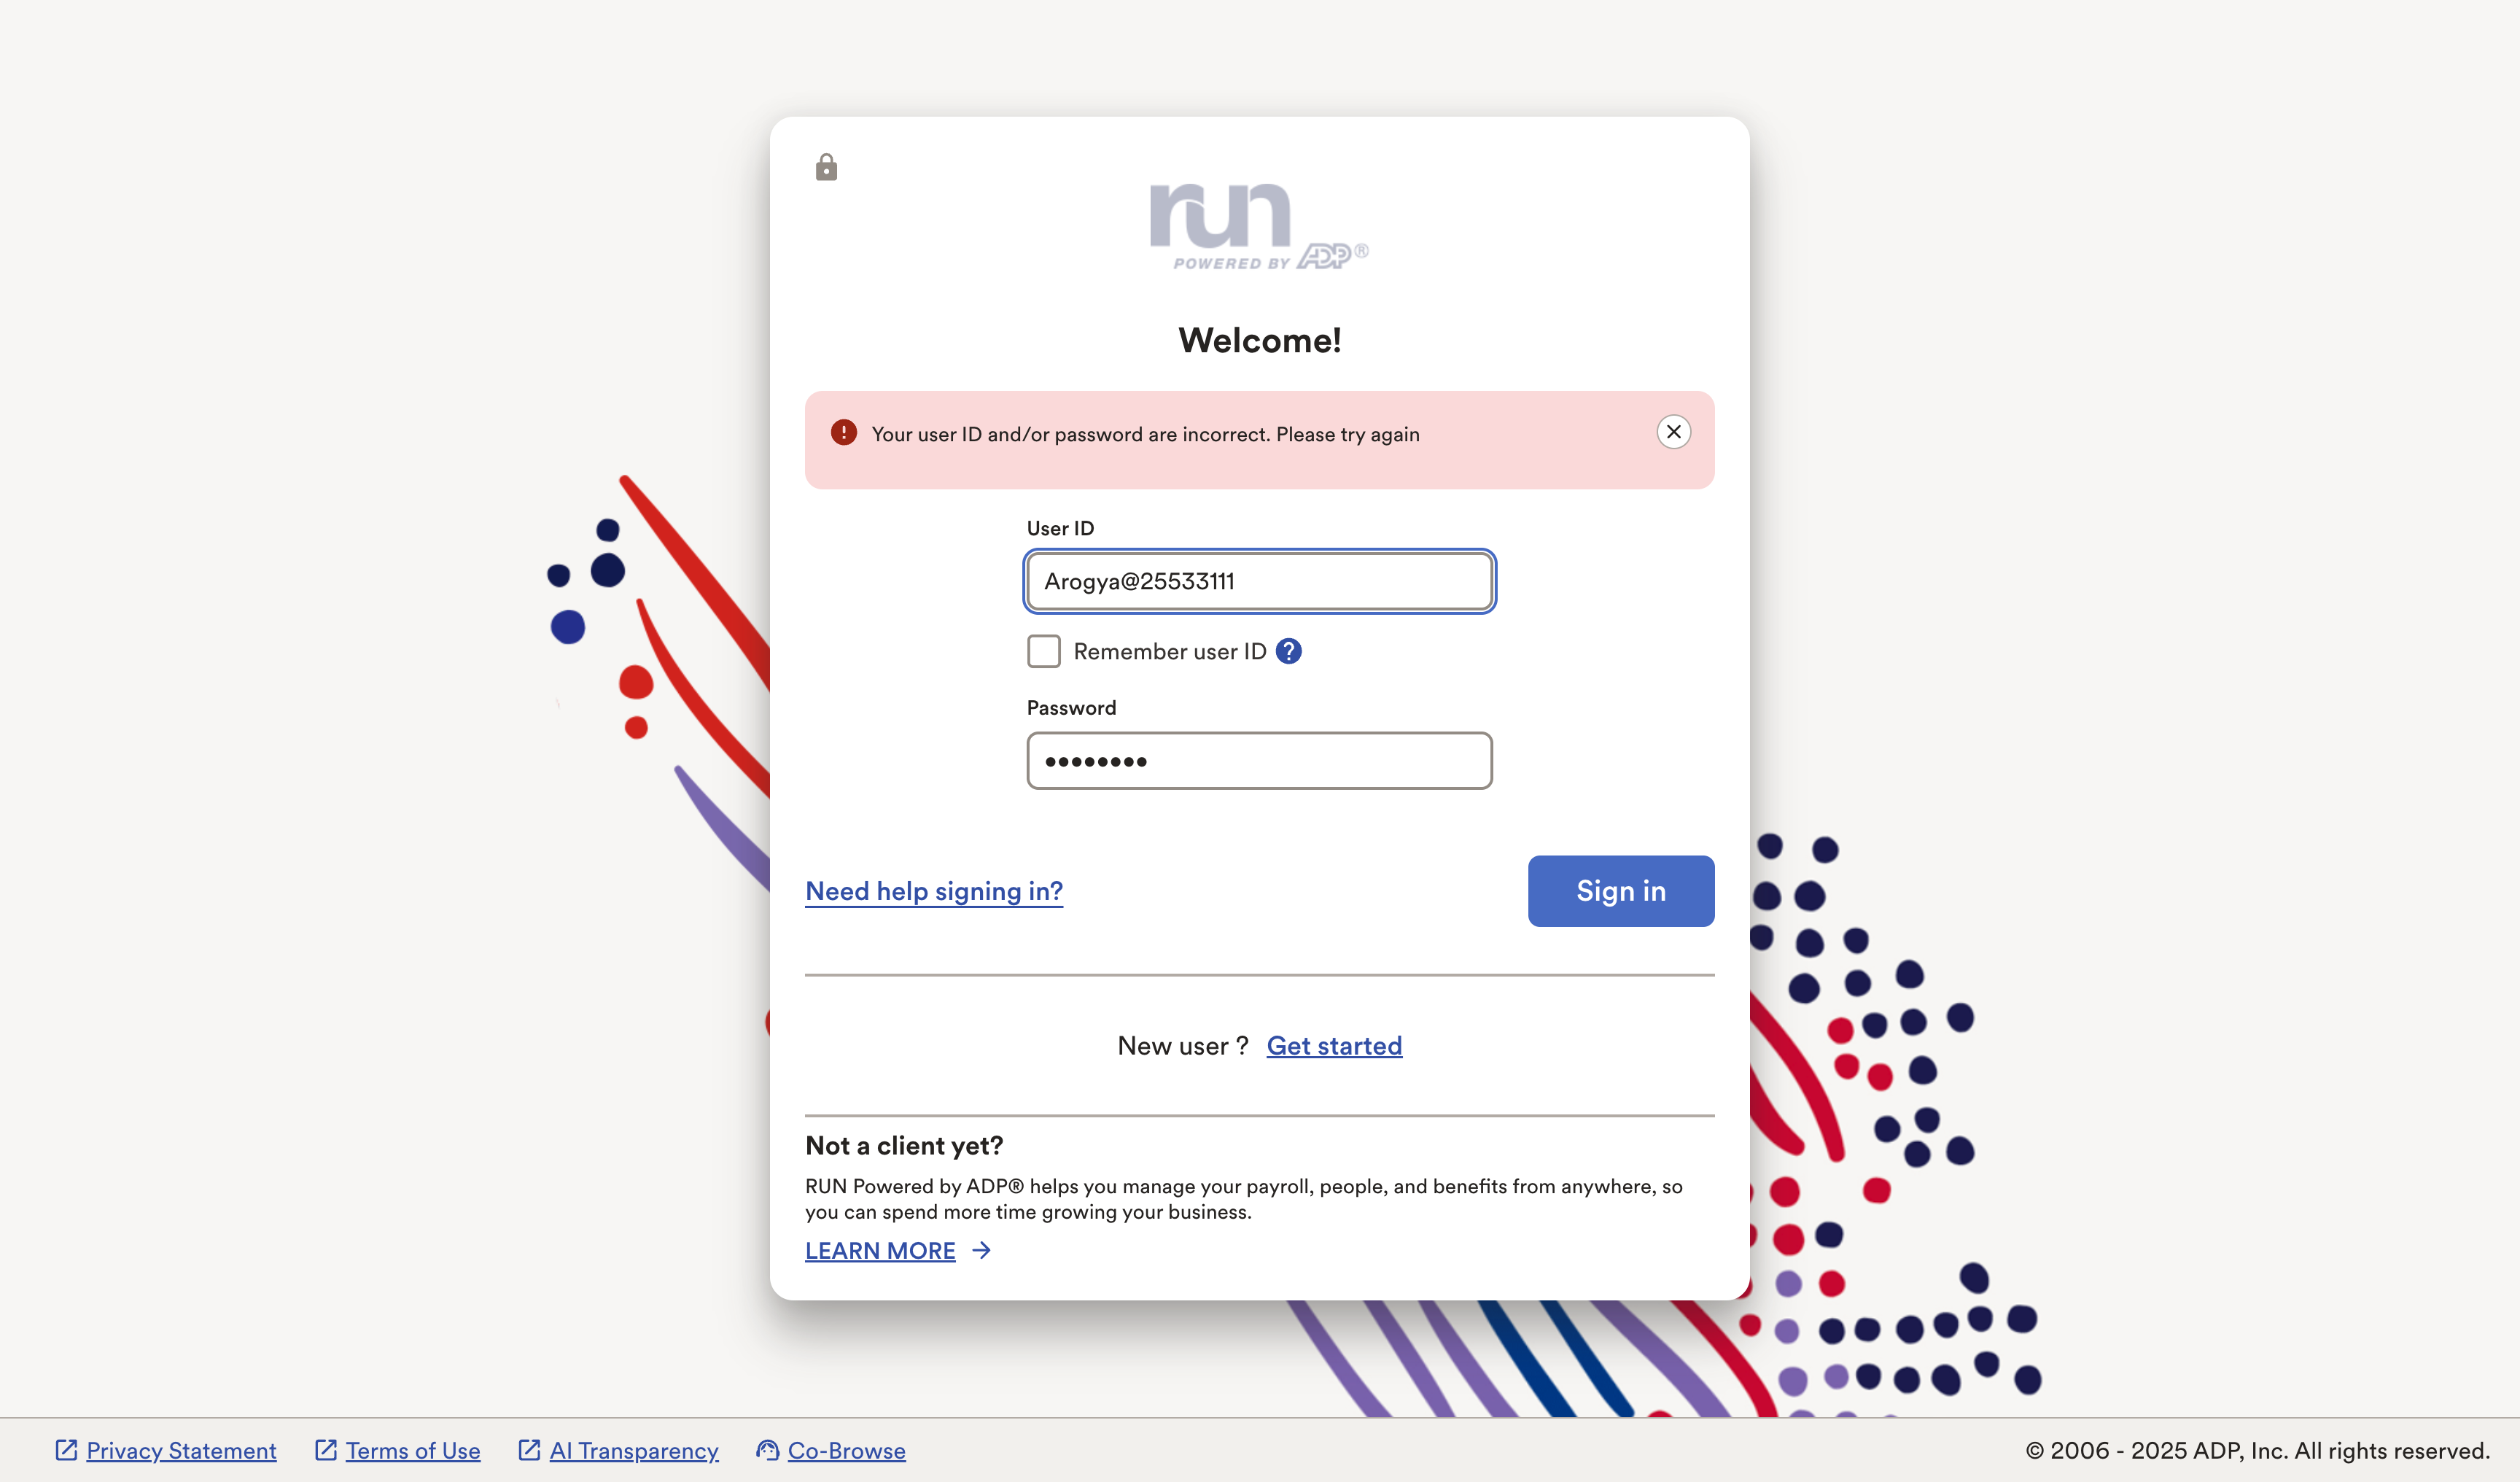 run
POWERED BY ADP®
Welcome!
Your user ID and/or password are incorrect. Please try again
User ID
Arogya@25533111
Remember user ID
Password
••••••••
Need help signing in?
Sign in
New user ? Get started
Not a client yet?
RUN Powered by ADP® helps you manage your payroll, people, and benefits from anywhere, so
you can spend more time growing your business.
LEARN MORE
Privacy Statement Terms of Use AI Transparency Co-Browse © 2006 - 2025 ADP, Inc. All rights reserved.